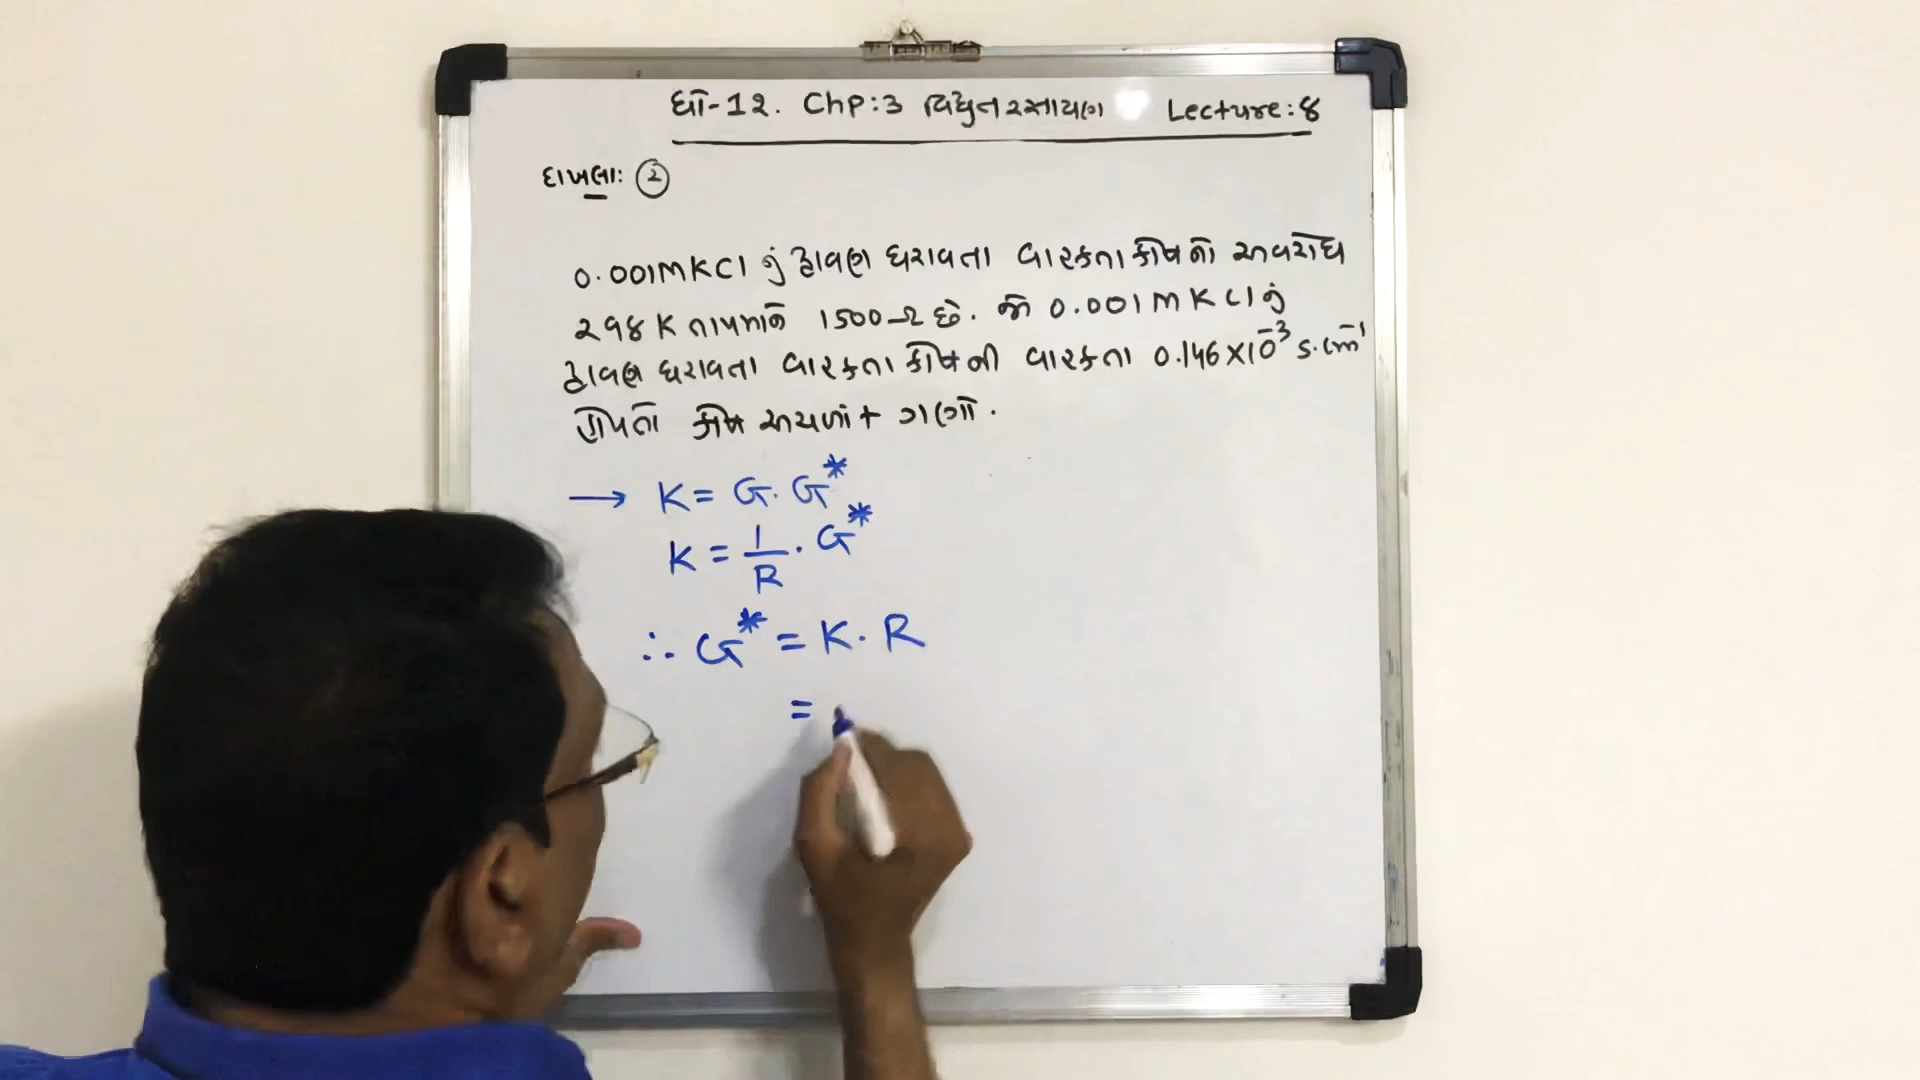 ધો-12. Chp:3 વિદ્યુતરસાયણ Lecture:8
દાખલા: ②
0.001M KCl નું દ્રાવણ ધરાવતા વાહકતા કોષનો અવરોધ
298 K તાપમાને 1500 Ω છે. જો 0.001 M KCl નું
દ્રાવણ ધરાવતા વાહકતા કોષની વાહકતા 0.146×10⁻³ s.cm⁻¹
હોય તો કોષ અચળાંક ગણો.
→ K = G. G*
K = 1/R . G*
∴ G* = K . R
=